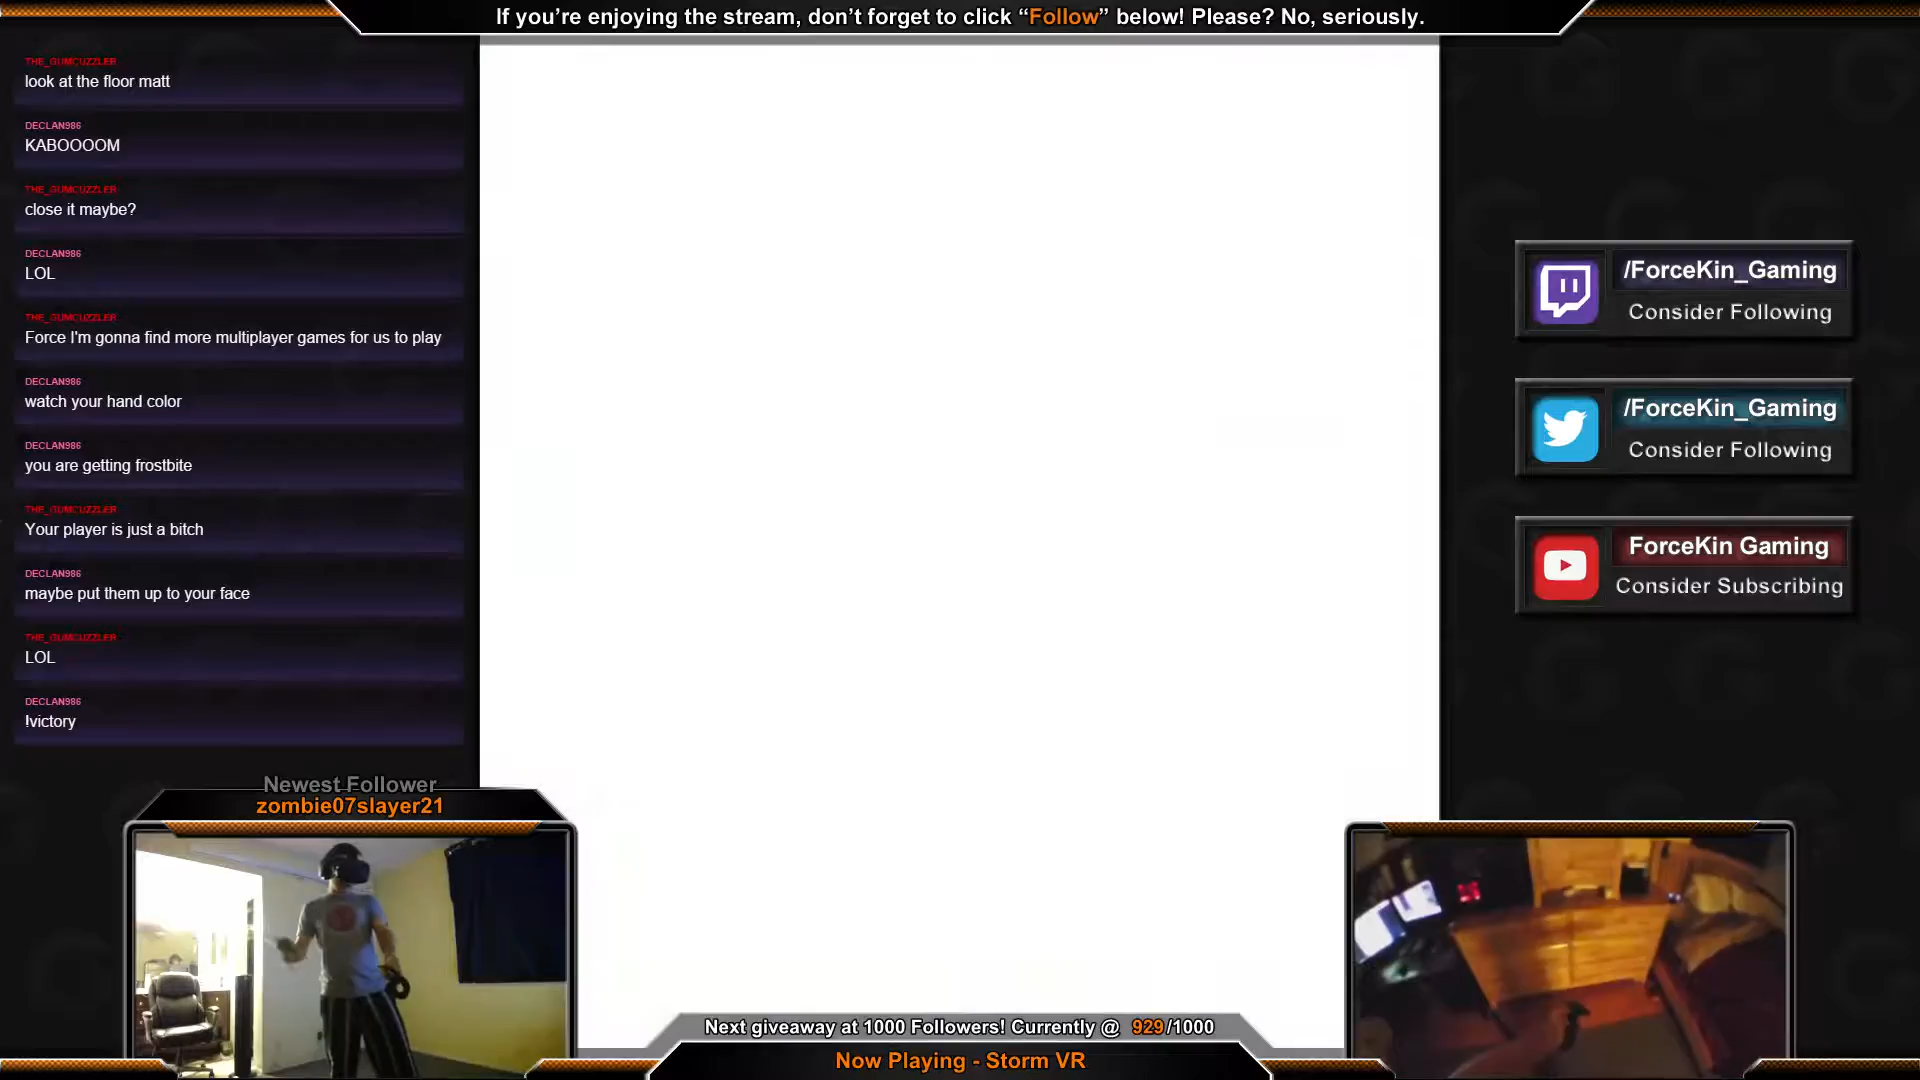 If you’re enjoying the stream, don’t forget to click “Follow” below! Please? No, seriously.
THE_GUMCUZZLER
look at the floor matt
DECLAN986
KABOOOOM
THE_GUMCUZZLER
close it maybe?
DECLAN986
LOL
THE_GUMCUZZLER
Force I'm gonna find more multiplayer games for us to play
DECLAN986
watch your hand color
DECLAN986
you are getting frostbite
THE_GUMCUZZLER
Your player is just a bitch
DECLAN986
maybe put them up to your face
THE_GUMCUZZLER
LOL
DECLAN986
!victory
Newest Follower
zombie07slayer21
/ForceKin_Gaming
Consider Following
/ForceKin_Gaming
Consider Following
ForceKin Gaming
Consider Subscribing
Next giveaway at 1000 Followers! Currently @ 929/1000
Now Playing - Storm VR